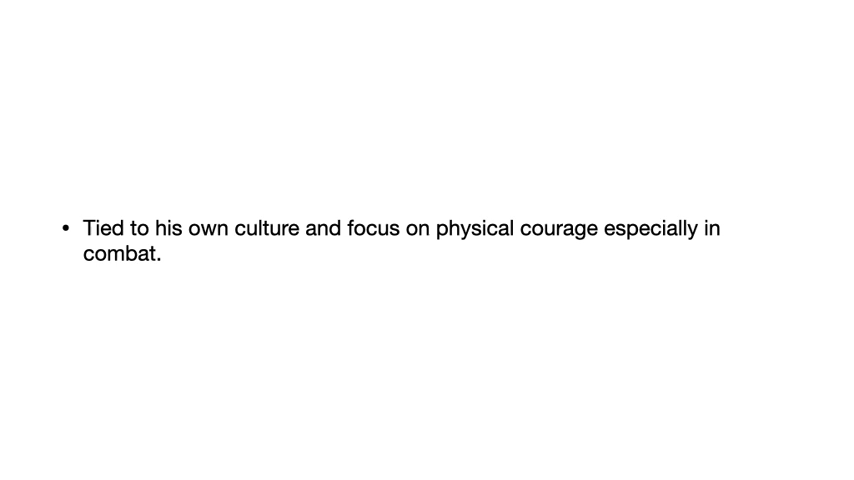 • Tied to his own culture and focus on physical courage especially in
combat.